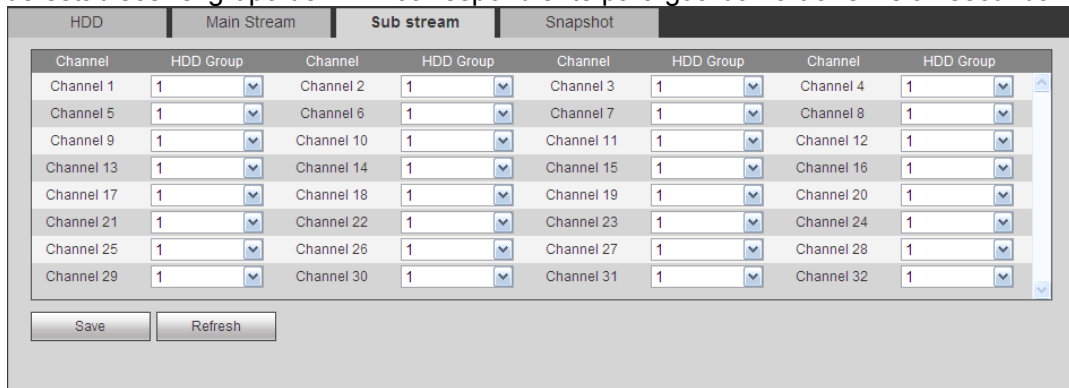 HDD Main Stream Sub stream Snapshot
Channel HDD Group Channel HDD Group Channel HDD Group Channel HDD Group
Channel 1 1 Channel 2 1 Channel 3 1 Channel 4 1
Channel 5 1 Channel 6 1 Channel 7 1 Channel 8 1
Channel 9 1 Channel 10 1 Channel 11 1 Channel 12 1
Channel 13 1 Channel 14 1 Channel 15 1 Channel 16 1
Channel 17 1 Channel 18 1 Channel 19 1 Channel 20 1
Channel 21 1 Channel 22 1 Channel 23 1 Channel 24 1
Channel 25 1 Channel 26 1 Channel 27 1 Channel 28 1
Channel 29 1 Channel 30 1 Channel 31 1 Channel 32 1
Save Refresh